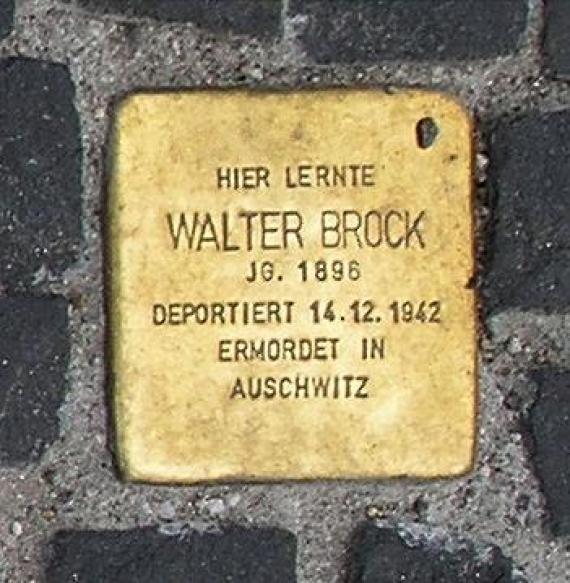 HIER LERNTE
WALTER BROCK
JG. 1896
DEPORTIERT 14.12.1942
ERMORDET IN
AUSCHWITZ